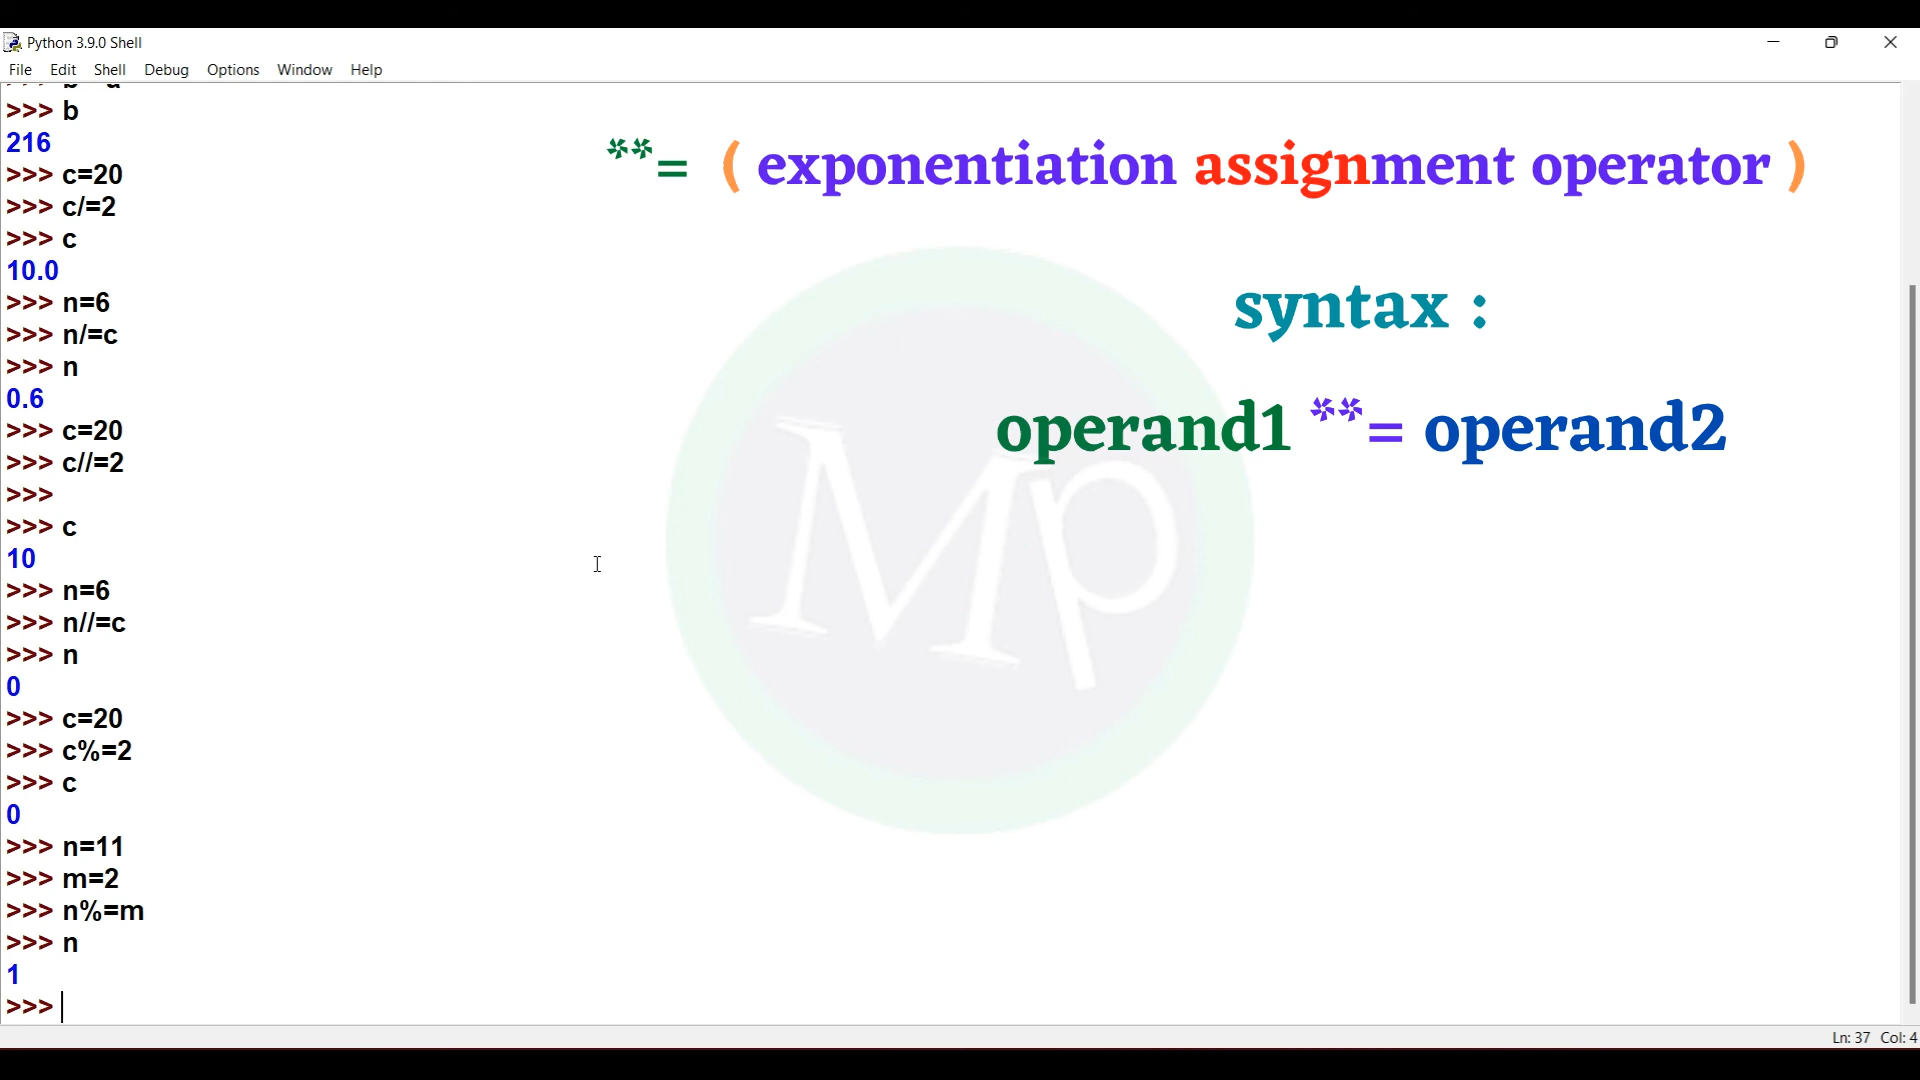 Python 3.9.0 Shell
File Edit Shell Debug Options Window Help
>>> b
216
>>> c=20
>>> c/=2
>>> c
10.0
>>> n=6
>>> n/=c
>>> n
0.6
>>> c=20
>>> c//=2
>>>
>>> c
10
>>> n=6
>>> n//=c
>>> n
0
>>> c=20
>>> c%=2
>>> c
0
>>> n=11
>>> m=2
>>> n%=m
>>> n
1
>>>
**= ( exponentiation assignment operator )
syntax :
operand1 **= operand2
Mp
Ln: 37 Col: 4